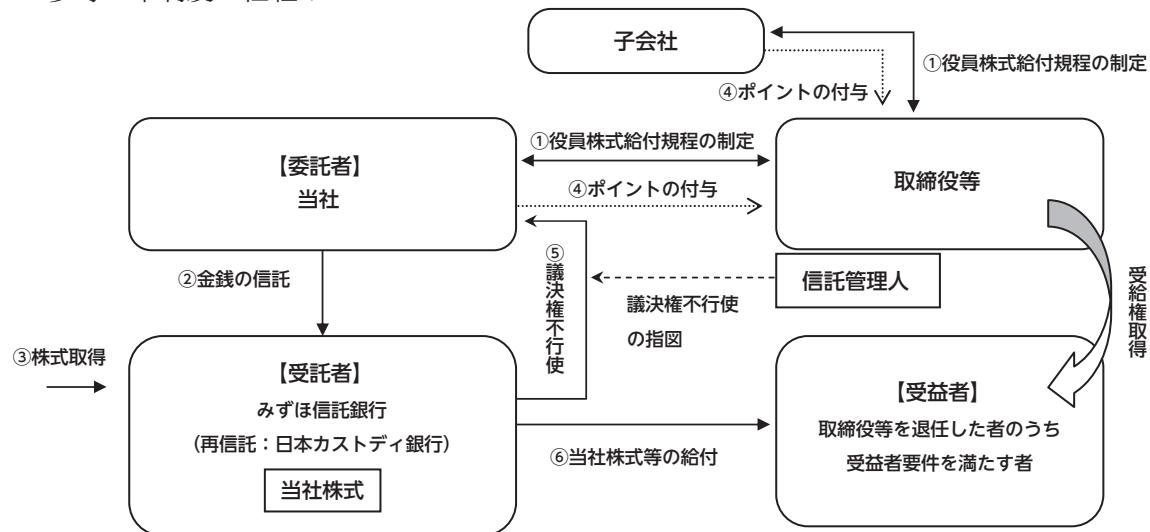 子会社
①役員株式給付規程の制定
④ポイントの付与
【委託者】
当社
①役員株式給付規程の制定
④ポイントの付与
取締役等
②金銭の信託
⑤議決権不行使
信託管理人
議決権不行使
の指図
受給権取得
③株式取得
【受託者】
みずほ信託銀行
（再信託：日本カストディ銀行）
当社株式
⑥当社株式等の給付
【受益者】
取締役等を退任した者のうち
受益者要件を満たす者